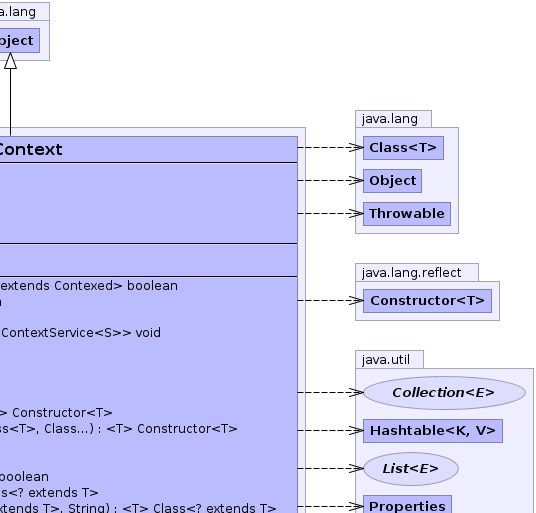 a.lang
bject
Context
extends Contexed> boolean
n
ContextService<S>> void
> Constructor<T>
ss<T>, Class...) : <T> Constructor<T>
boolean
s<? extends T>
xtends T>, String) : <T> Class<? extends T>
java.lang
Class<T>
Object
Throwable
java.lang.reflect
Constructor<T>
java.util
Collection<E>
Hashtable<K, V>
List<E>
Properties